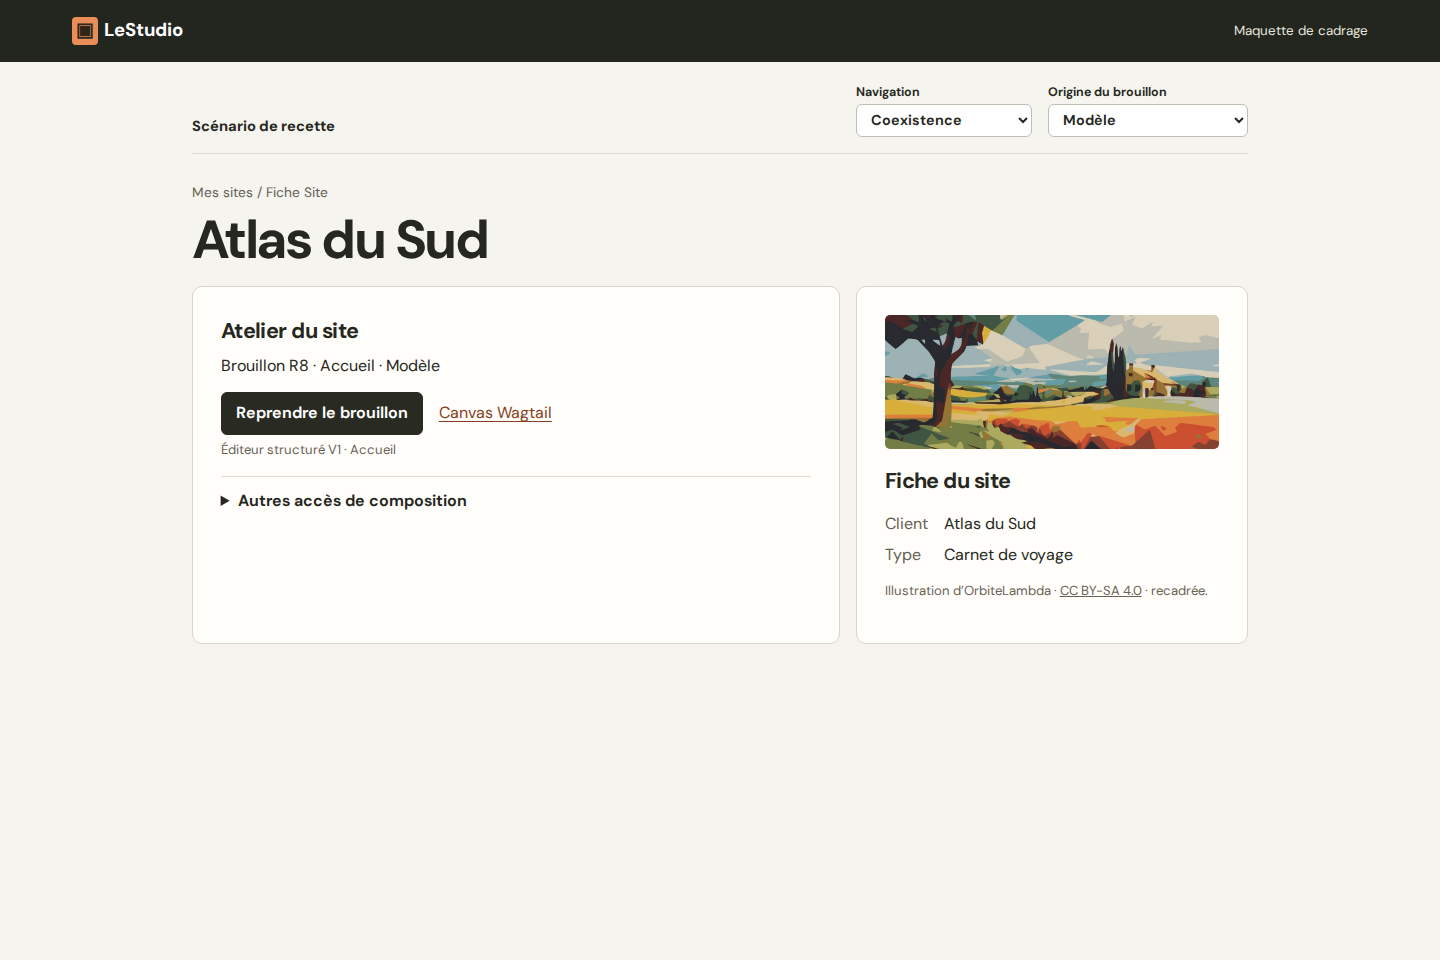 LeStudio
Maquette de cadrage
Scénario de recette
Navigation
Coexistence
Origine du brouillon
Modèle
Mes sites / Fiche Site
Atlas du Sud
Atelier du site
Brouillon R8 · Accueil · Modèle
Reprendre le brouillon
Canvas Wagtail
Éditeur structuré V1 · Accueil
Autres accès de composition
Fiche du site
Client Atlas du Sud
Type Carnet de voyage
Illustration d’OrbiteLambda · CC BY-SA 4.0 · recadrée.